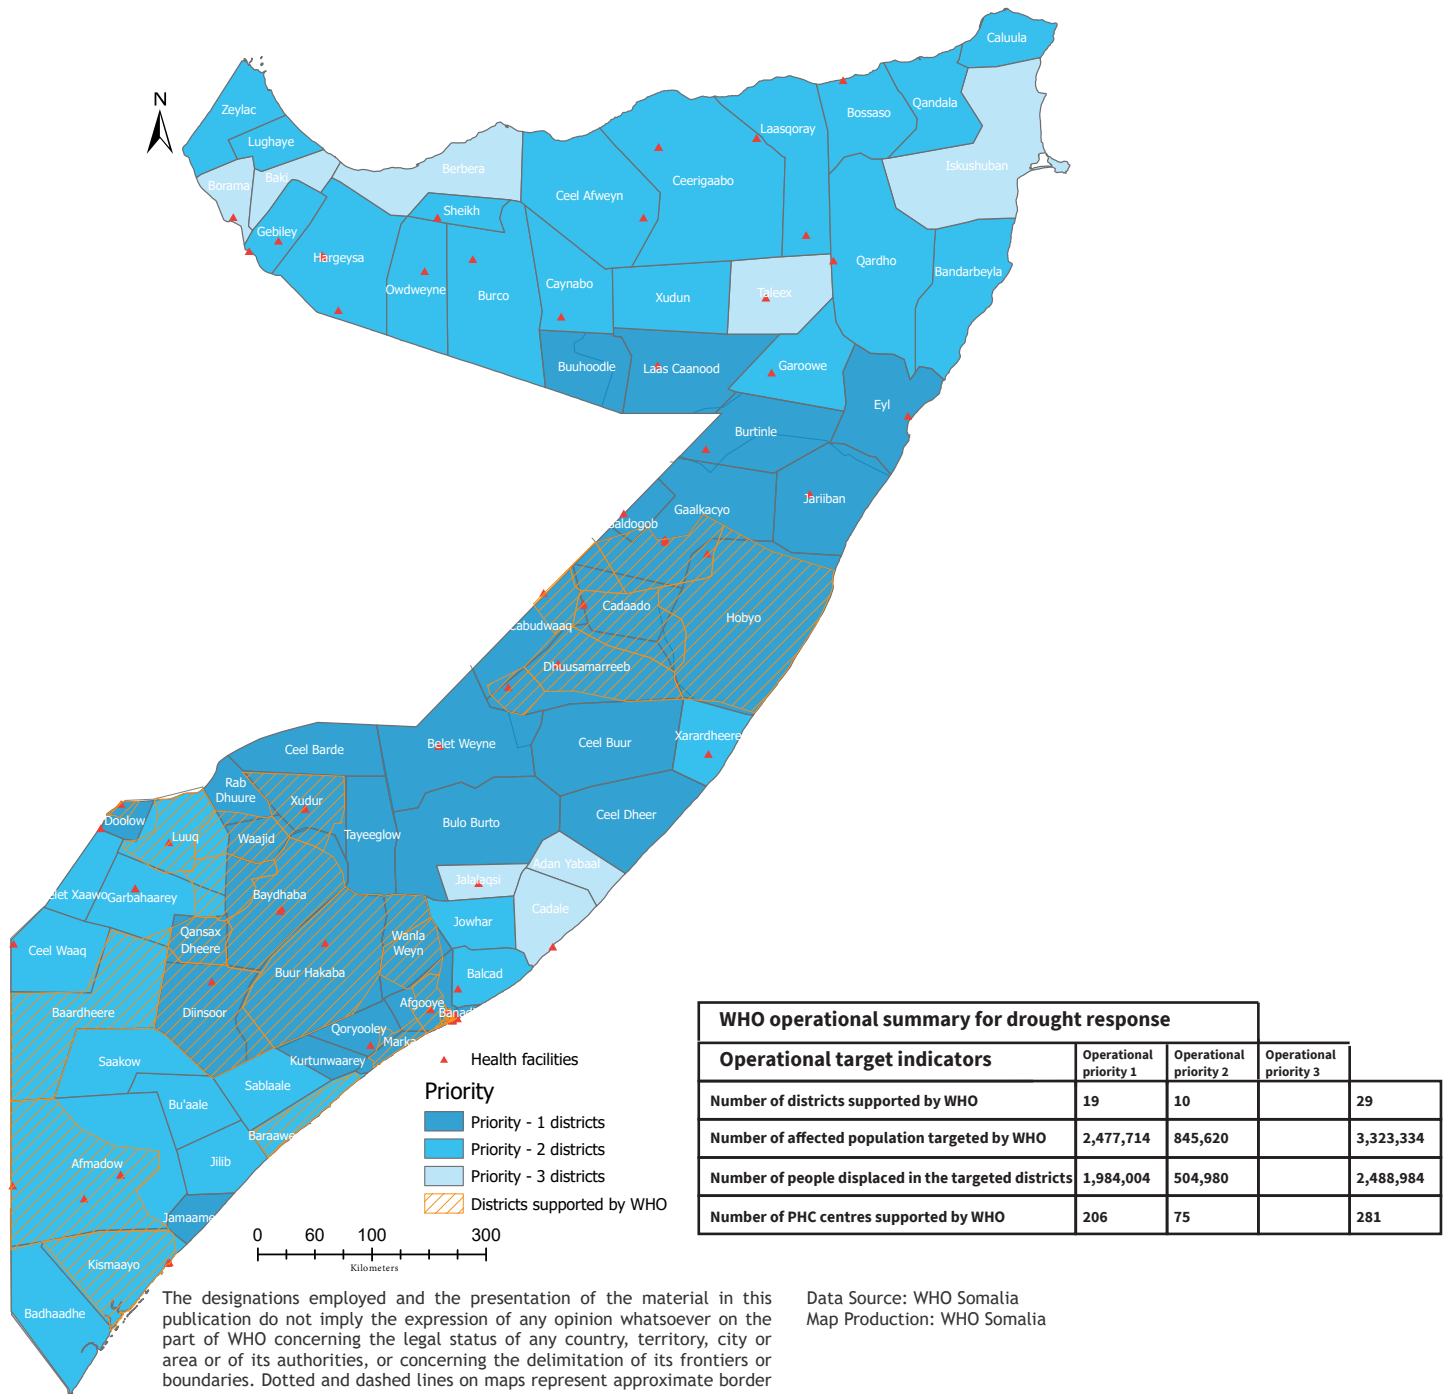 N
Caluula
Zeylac
Qandala
Bossaso
Laasqoray
Lughaye
Iskushuban
Berbera
Baki
Borama
Ceerigaabo
Ceel Afweyn
Sheikh
Gebiley
Hargeysa
Qardho
Bandarbeyla
Owdweyne
Caynabo
Burco
Xudun
Taleex
Buuhoodle
Laas Caanood
Garoowe
Eyl
Burtinle
Jariiban
Gaalkacyo
aldogob
Cadaado
Hobyo
abudwaaq
Dhuusamarreeb
Xarardheere
Belet Weyne
Ceel Buur
Ceel Barde
Rab
Dhuure
Xudur
Ceel Dheer
Doolow
Bulo Burto
Luuq
Waajid
Tayeeglow
Adan Yabaal
Jalalaqsi
elet Xaawo
Garbahaarey
Baydhaba
Cadale
Jowhar
Qansax
Dheere
Wanla
Weyn
Ceel Waaq
Buur Hakaba
Balcad
Baardheere
Diinsoor
Afgooye
Banad
Qoryooley
Marka
Saakow
Kurtunwaarey
Sablaale
Bu'aale
Baraawe
Jilib
Afmadow
Jamaame
Kismaayo
Badhaadhe
Health facilities
Priority
Priority - 1 districts
Priority - 2 districts
Priority - 3 districts
Districts supported by WHO
0 60 100 300
Kilometers
WHO operational summary for drought response
Operational target indicators Operational priority 1 Operational priority 2 Operational priority 3
Number of districts supported by WHO 19 10 29
Number of affected population targeted by WHO 2,477,714 845,620 3,323,334
Number of people displaced in the targeted districts 1,984,004 504,980 2,488,984
Number of PHC centres supported by WHO 206 75 281
The designations employed and the presentation of the material in this
publication do not imply the expression of any opinion whatsoever on the
part of WHO concerning the legal status of any country, territory, city or
area or of its authorities, or concerning the delimitation of its frontiers or
boundaries. Dotted and dashed lines on maps represent approximate border
Data Source: WHO Somalia
Map Production: WHO Somalia